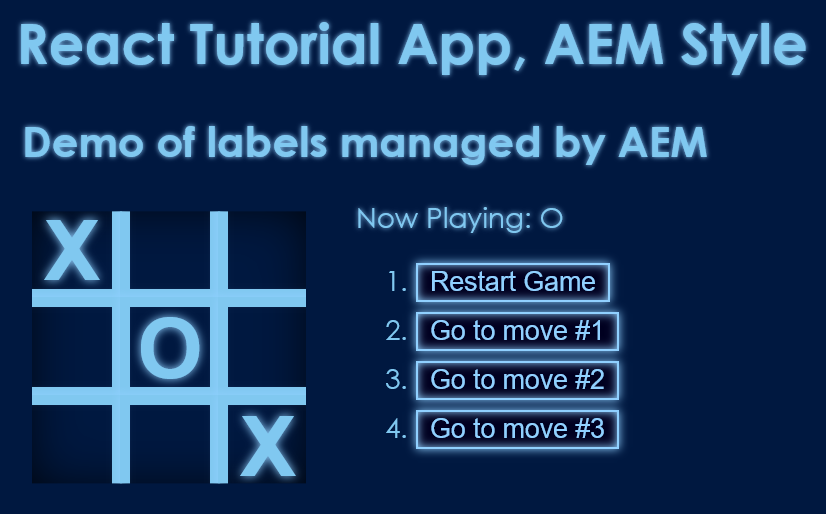 React Tutorial App, AEM Style
Demo of labels managed by AEM
X
O
X
Now Playing: O
1. Restart Game
2. Go to move #1
3. Go to move #2
4. Go to move #3